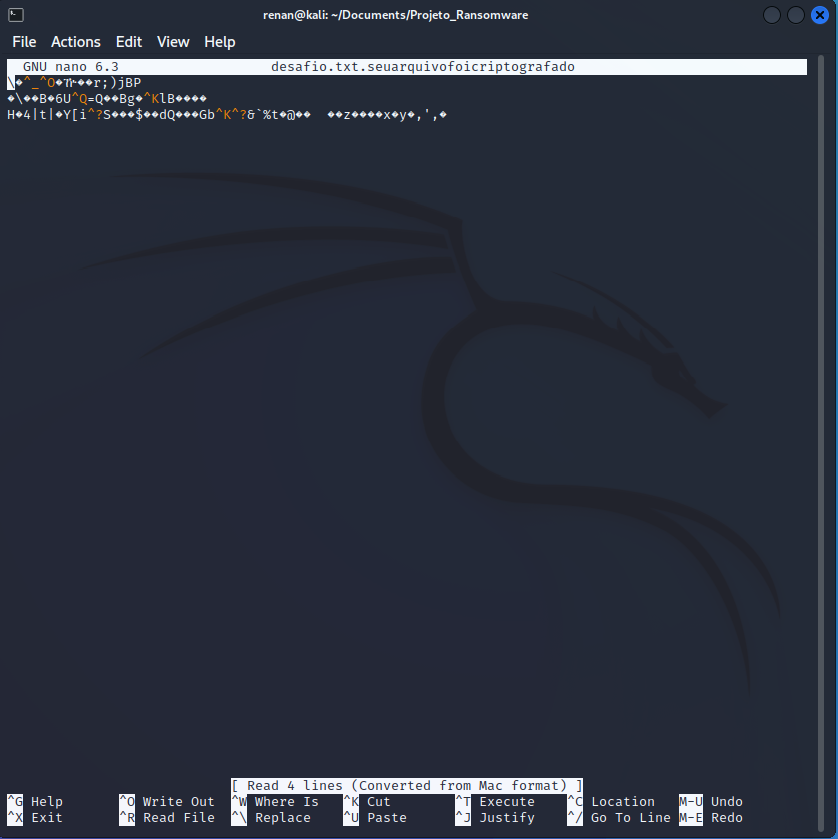 renan@kali: ~/Documents/Projeto_Ransomware
File Actions Edit View Help
GNU nano 6.3 desafio.txt.seuarquivofoicriptografado
\�^_^O�Ԡr��r;)jBP
�\��B�6U^Q=Q��Bg�^KlB����
H�4|t|�Y[i^?S���$��dQ���Gb^K^?&`%t�@�� ��z����x�y�,',�
[ Read 4 lines (Converted from Mac format) ]
^G Help ^O Write Out ^W Where Is ^K Cut ^T Execute ^C Location M-U Undo
^X Exit ^R Read File ^\ Replace ^U Paste ^J Justify ^/ Go To Line M-E Redo